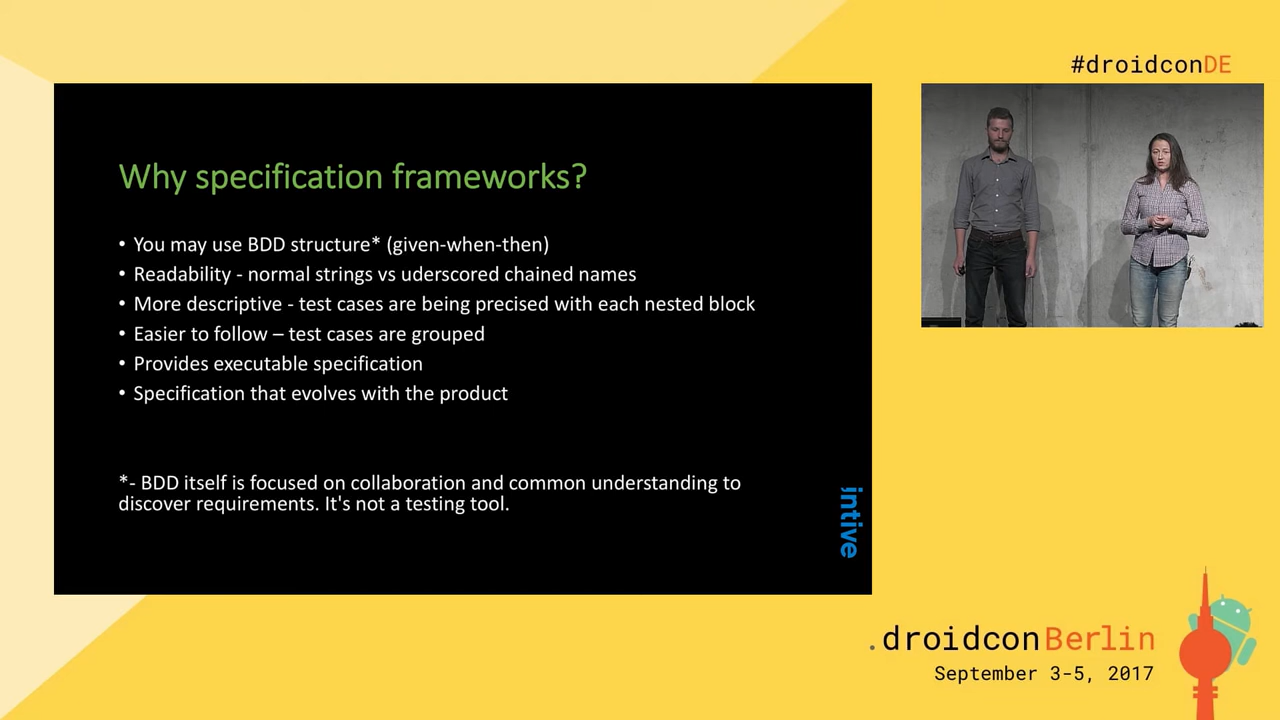 #droidconDE
Why specification frameworks?
• You may use BDD structure* (given-when-then)
• Readability - normal strings vs uderscored chained names
• More descriptive - test cases are being precised with each nested block
• Easier to follow – test cases are grouped
• Provides executable specification
• Specification that evolves with the product
*- BDD itself is focused on collaboration and common understanding to
discover requirements. It's not a testing tool.
intive
.droidconBerlin
September 3-5, 2017